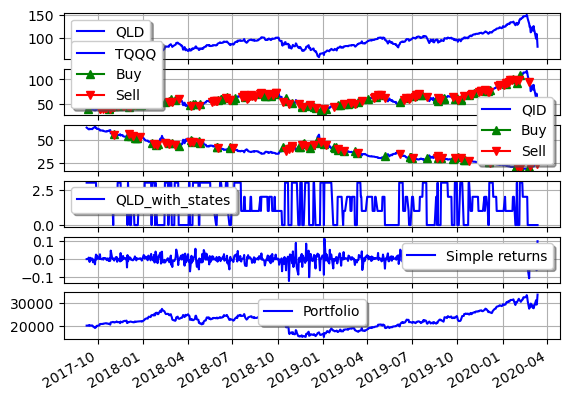 150
100
QLD
TQQQ
Buy
Sell
100
50
QID
Buy
Sell
50
25
2.5
0.0
QLD_with_states
0.1
0.0
−0.1
Simple returns
30000
20000
Portfolio
2017-10
2018-01
2018-04
2018-07
2018-10
2019-01
2019-04
2019-07
2019-10
2020-01
2020-04